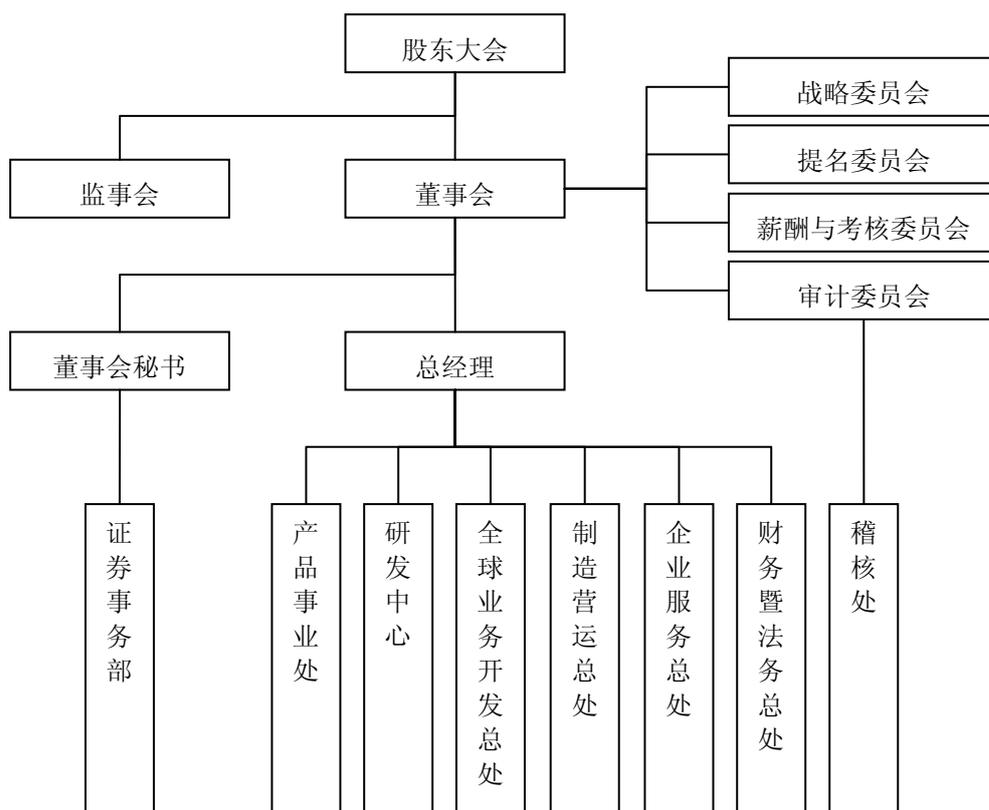 股东大会
战略委员会
提名委员会
监事会
董事会
薪酬与考核委员会
审计委员会
董事会秘书
总经理
证券事务部
产品事业处
研发中心
全球业务开发总处
制造营运总处
企业服务总处
财务暨法务总处
稽核处